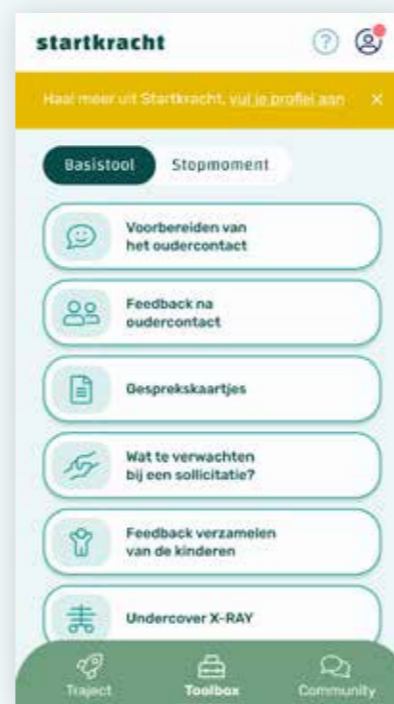 startkracht
Haal meer uit Startkracht, vul je profiel aan
Basistool Stopmoment
Voorbereiden van
het oudercontact
Feedback na
oudercontact
Gesprekskaartjes
Wat te verwachten
bij een sollicitatie?
Feedback verzamelen
van de kinderen
Undercover X-RAY
Traject Toolbox Community